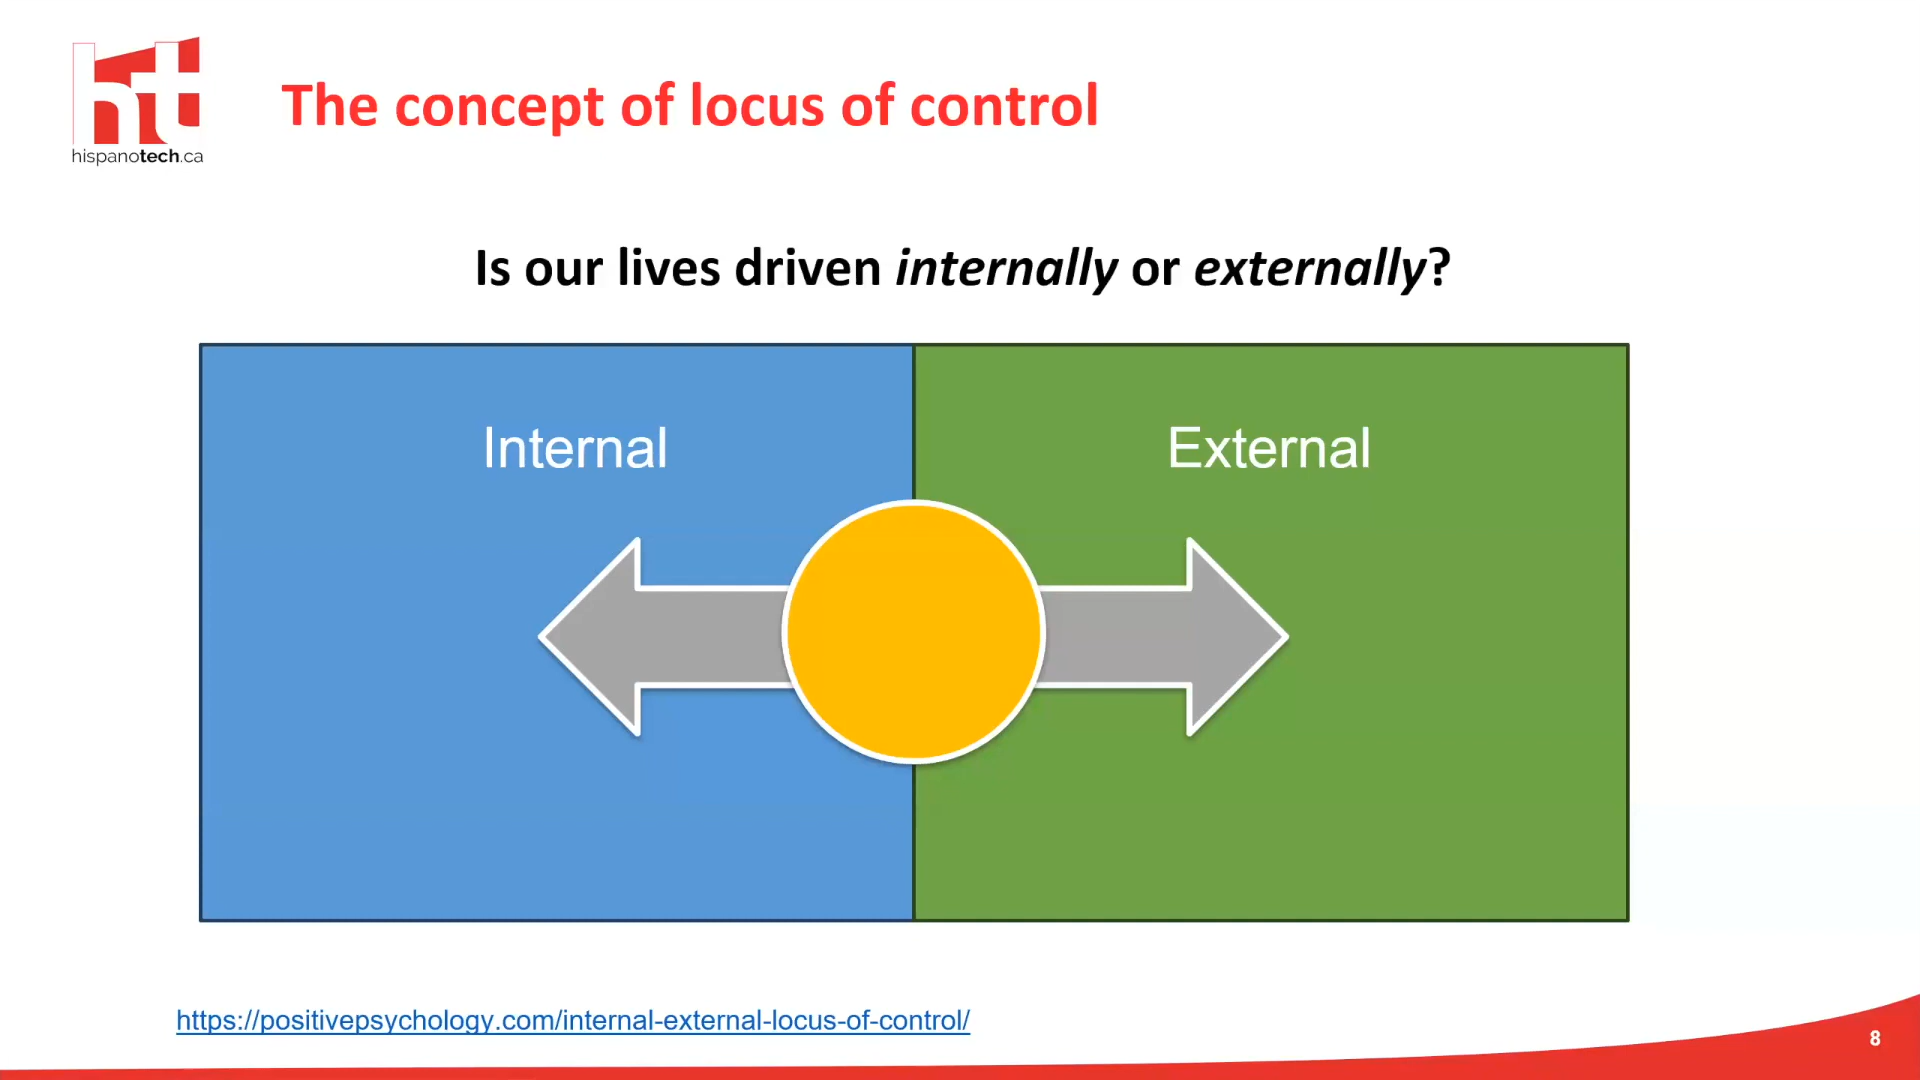 hispanotech.ca
The concept of locus of control
Is our lives driven internally or externally?
Internal
External
https://positivepsychology.com/internal-external-locus-of-control/
8